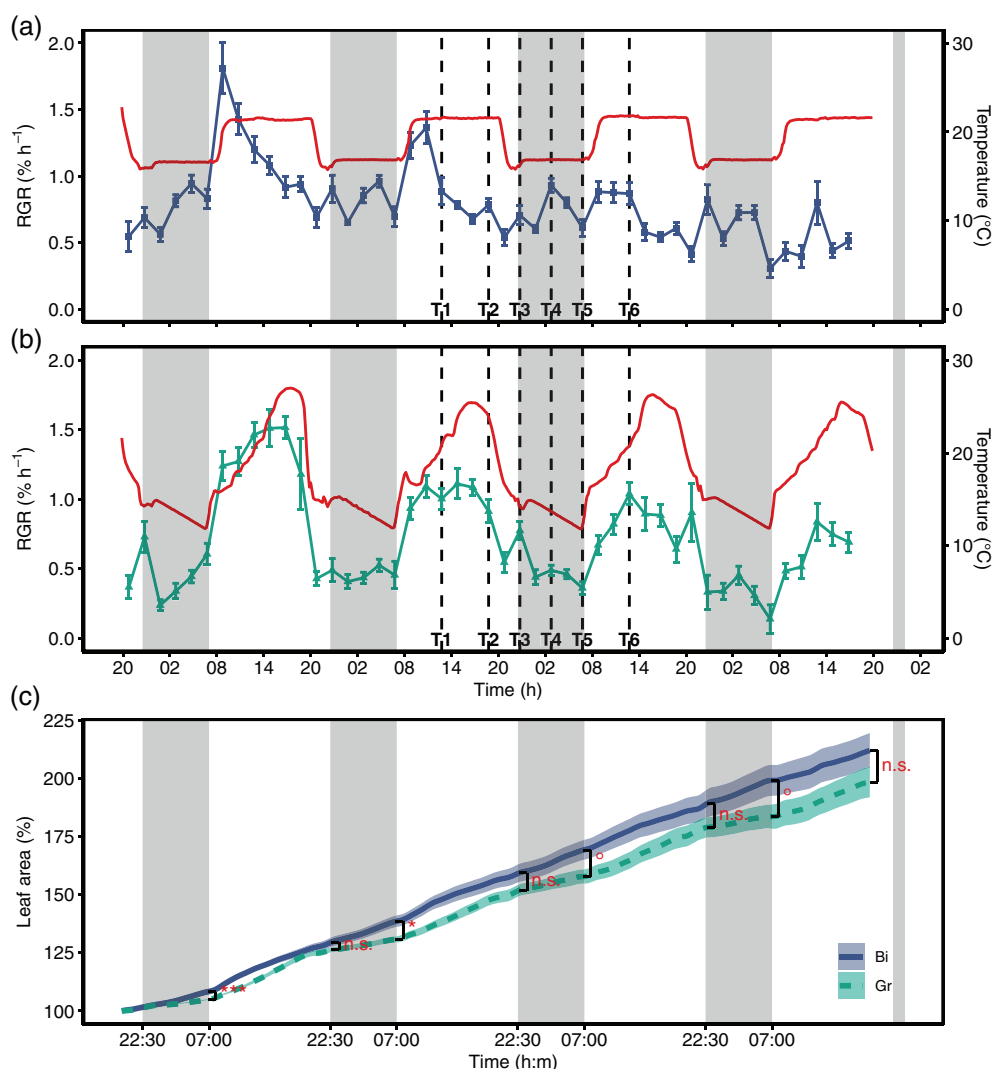 (a)
2.0
1.5
1.0
0.5
0.0
RGR (% h⁻¹)
30
20
10
0
Temperature (°C)
T1 T2 T3 T4 T5 T6
(b)
2.0
1.5
1.0
0.5
0.0
RGR (% h⁻¹)
30
20
10
0
Temperature (°C)
T1 T2 T3 T4 T5 T6
20 02 08 14 20 02 08 14 20 02 08 14 20 02 08 14 20 02
Time (h)
(c)
225
200
175
150
125
100
Leaf area (%)
*** n.s. * n.s. ° n.s. ° n.s.
Bi
Gr
22:30 07:00 22:30 07:00 22:30 07:00 22:30 07:00
Time (h:m)